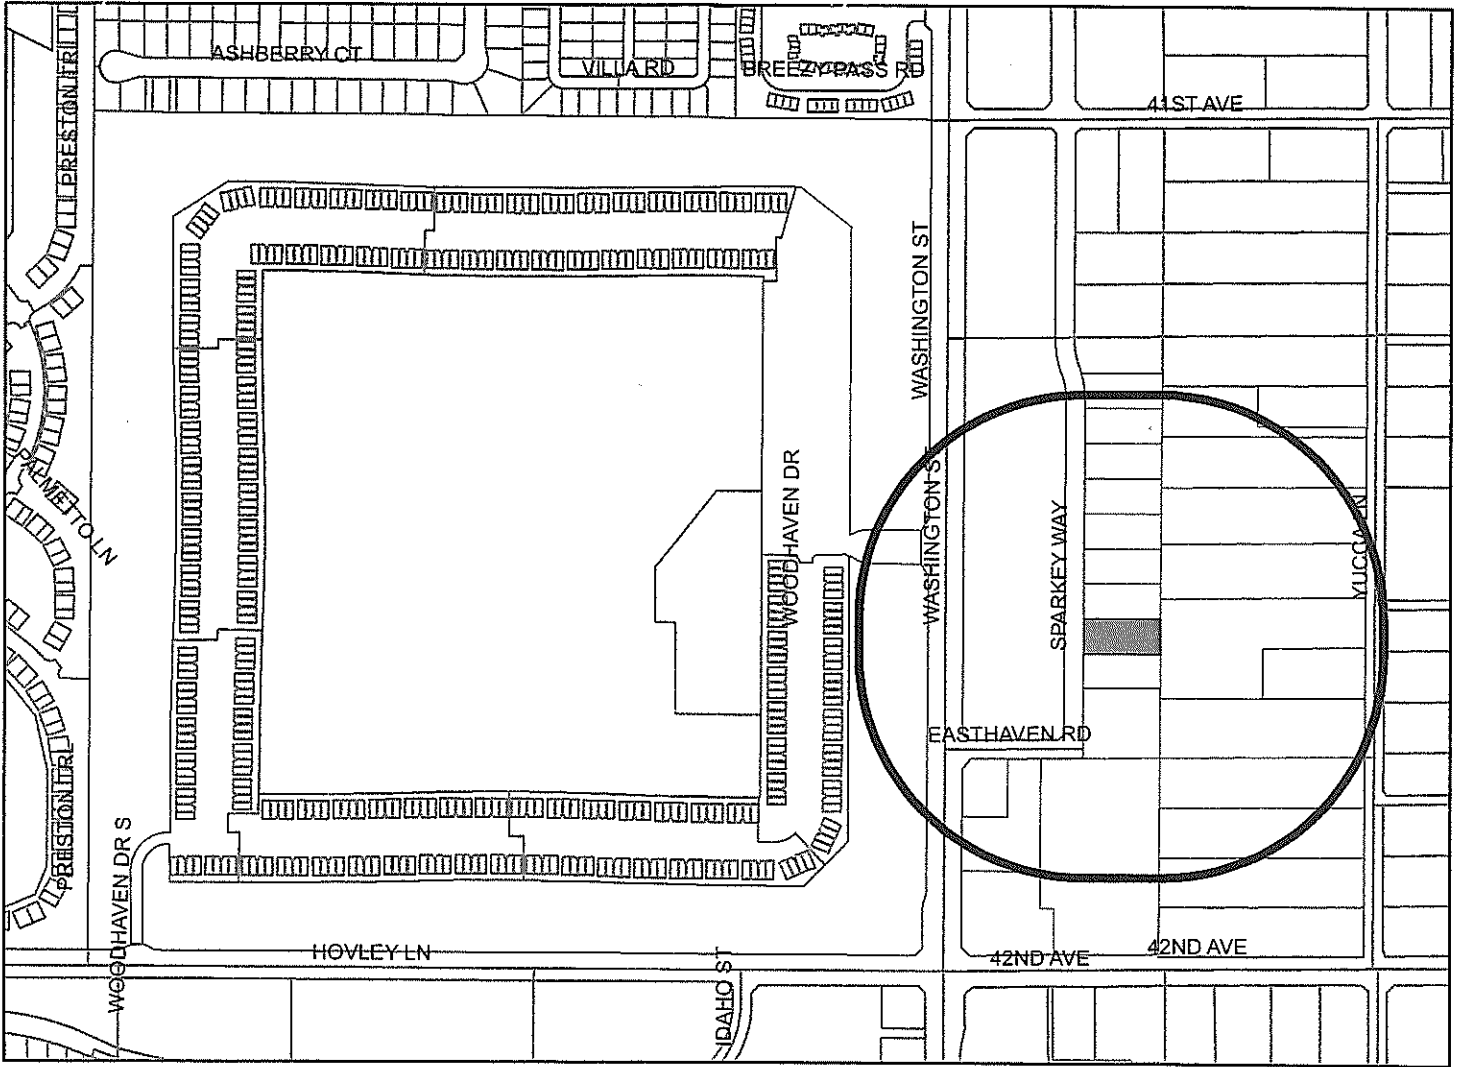 ASHBERRY CT
VILLA RD
BREEZY PASS RD
41ST AVE
PRESTON TRL
WASHINGTON ST
WOODHAVEN DR
WASHINGTON ST
SPARKEY WAY
YUCCA LN
PALMETTO LN
EASTHAVEN RD
PRESTON TRL
WOODHAVEN DR S
HOVLEY LN
IDAHO ST
42ND AVE
42ND AVE